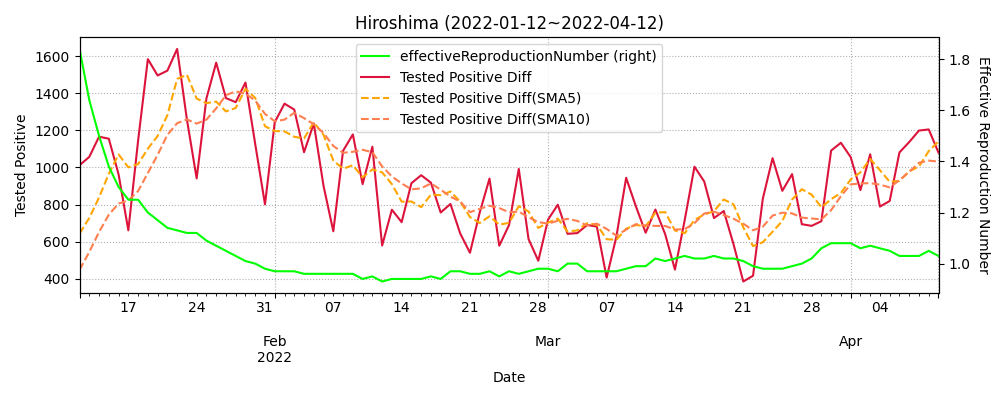 Hiroshima (2022-01-12~2022-04-12)
effectiveReproductionNumber (right)
Tested Positive Diff
Tested Positive Diff(SMA5)
Tested Positive Diff(SMA10)
Tested Positive
1600
1400
1200
1000
800
600
400
Effective Reproduction Number
1.8
1.6
1.4
1.2
1.0
17 24 31 07 14 21 28 07 14 21 28 04
Feb Mar Apr
2022
Date